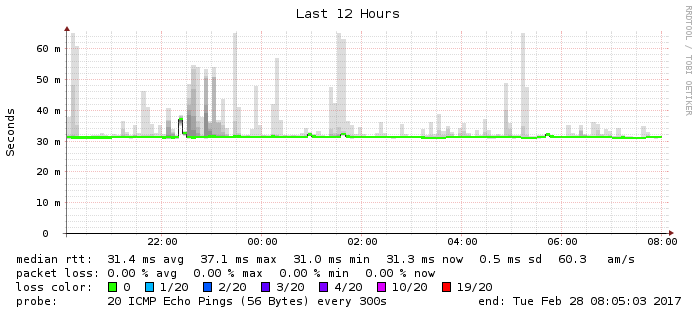 Last 12 Hours
RRDTOOL / TOBI OETIKER
Seconds
60 m
50 m
40 m
30 m
20 m
10 m
0
22:00 00:00 02:00 04:00 06:00 08:00
median rtt: 31.4 ms avg 37.1 ms max 31.0 ms min 31.3 ms now 0.5 ms sd 60.3 am/s
packet loss: 0.00 % avg 0.00 % max 0.00 % min 0.00 % now
loss color: 0 1/20 2/20 3/20 4/20 10/20 19/20
probe: 20 ICMP Echo Pings (56 Bytes) every 300s end: Tue Feb 28 08:05:03 2017